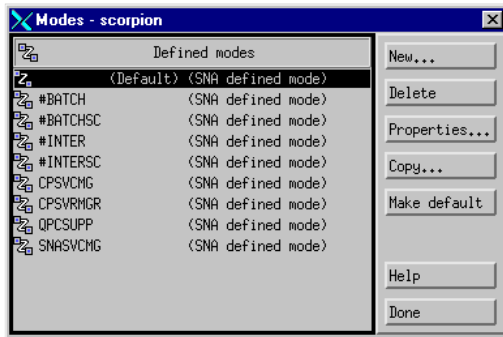 Modes - scorpion
Defined modes
(Default) (SNA defined mode)
#BATCH (SNA defined mode)
#BATCHSC (SNA defined mode)
#INTER (SNA defined mode)
#INTERSC (SNA defined mode)
CPSVCMG (SNA defined mode)
CPSVRMGR (SNA defined mode)
QPCSUPP (SNA defined mode)
SNASVCMG (SNA defined mode)
New...
Delete
Properties...
Copy...
Make default
Help
Done